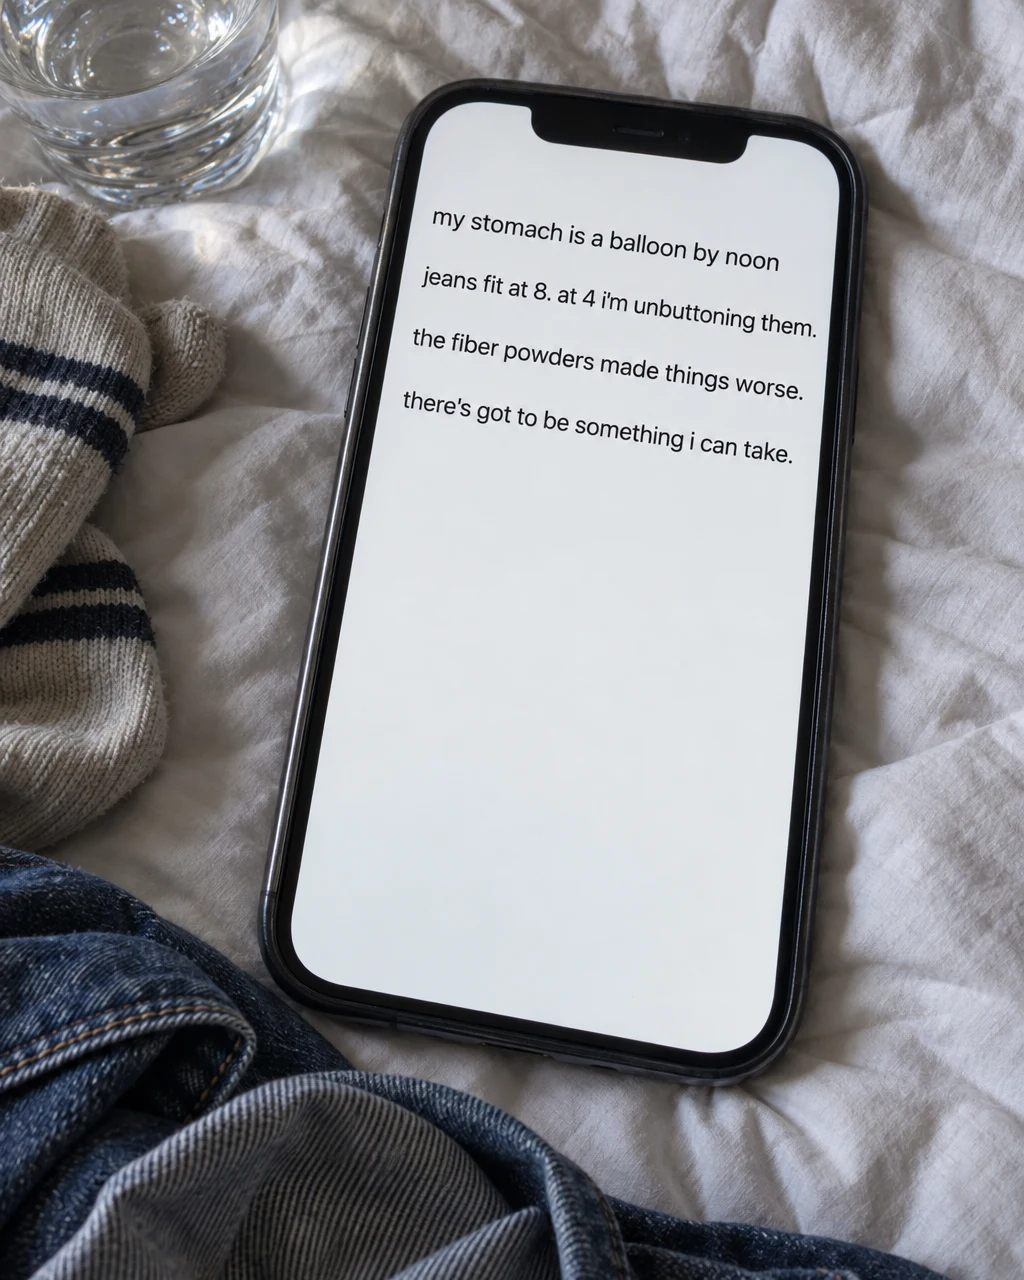 my stomach is a balloon by noon
jeans fit at 8. at 4 i'm unbuttoning them.
the fiber powders made things worse.
there's got to be something i can take.